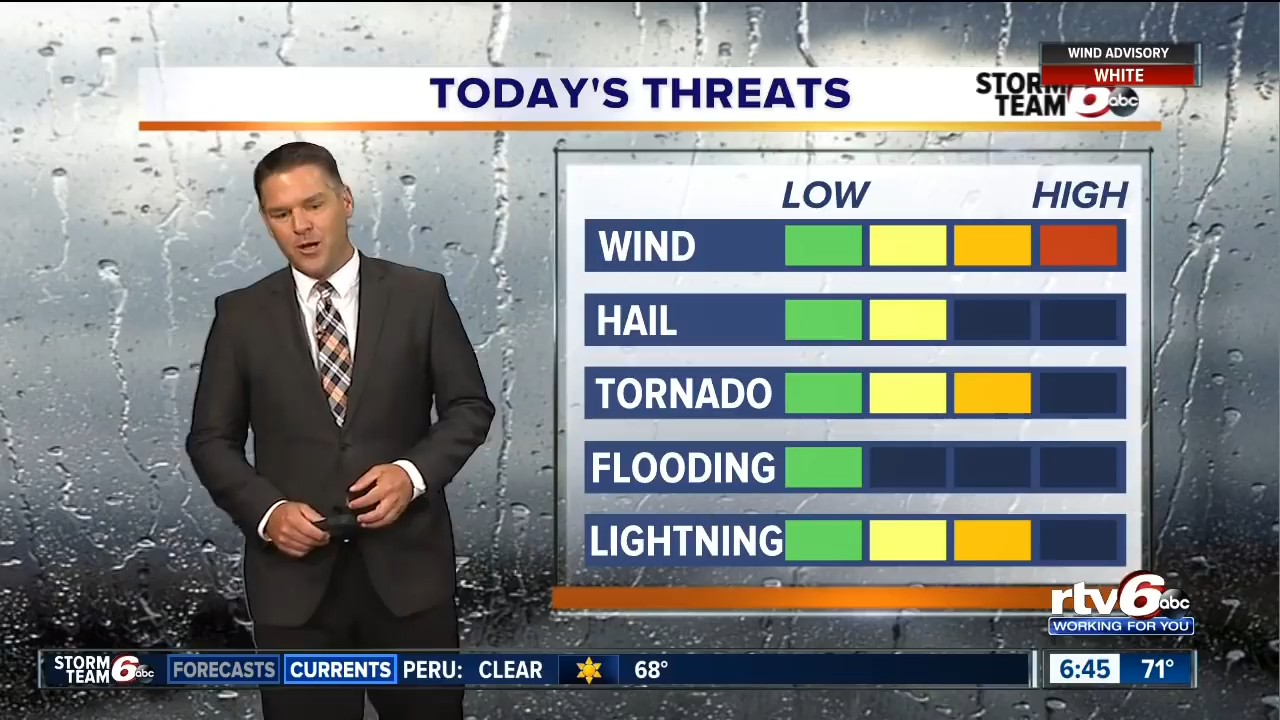 TODAY'S THREATS
STORM
TEAM 6 abc
WIND ADVISORY
WHITE
LOW HIGH
WIND
HAIL
TORNADO
FLOODING
LIGHTNING
rtv6 abc
WORKING FOR YOU
STORM
TEAM 6 abc
FORECASTS CURRENTS PERU: CLEAR 68° 6:45 71°